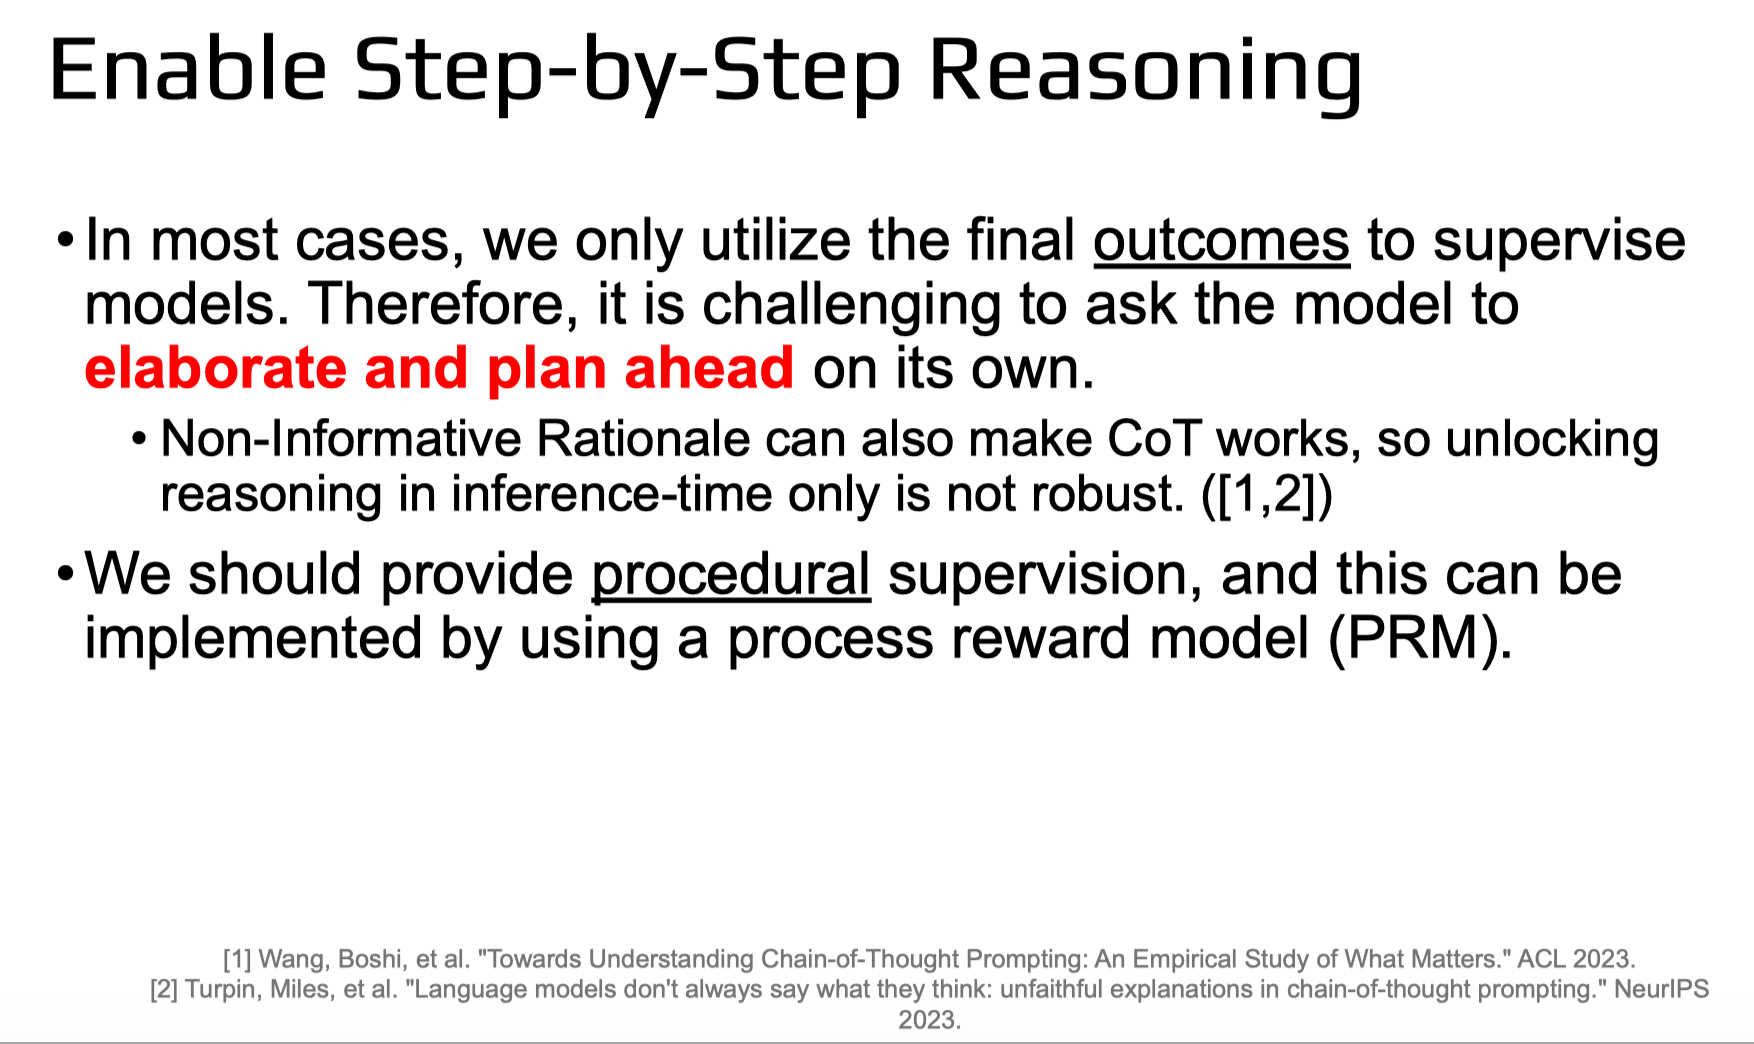 Enable Step-by-Step Reasoning
•In most cases, we only utilize the final outcomes to supervise
models. Therefore, it is challenging to ask the model to
elaborate and plan ahead on its own.
• Non-Informative Rationale can also make CoT works, so unlocking
reasoning in inference-time only is not robust. ([1,2])
•We should provide procedural supervision, and this can be
implemented by using a process reward model (PRM).
[1] Wang, Boshi, et al. "Towards Understanding Chain-of-Thought Prompting: An Empirical Study of What Matters." ACL 2023.
[2] Turpin, Miles, et al. "Language models don't always say what they think: unfaithful explanations in chain-of-thought prompting." NeurIPS
2023.